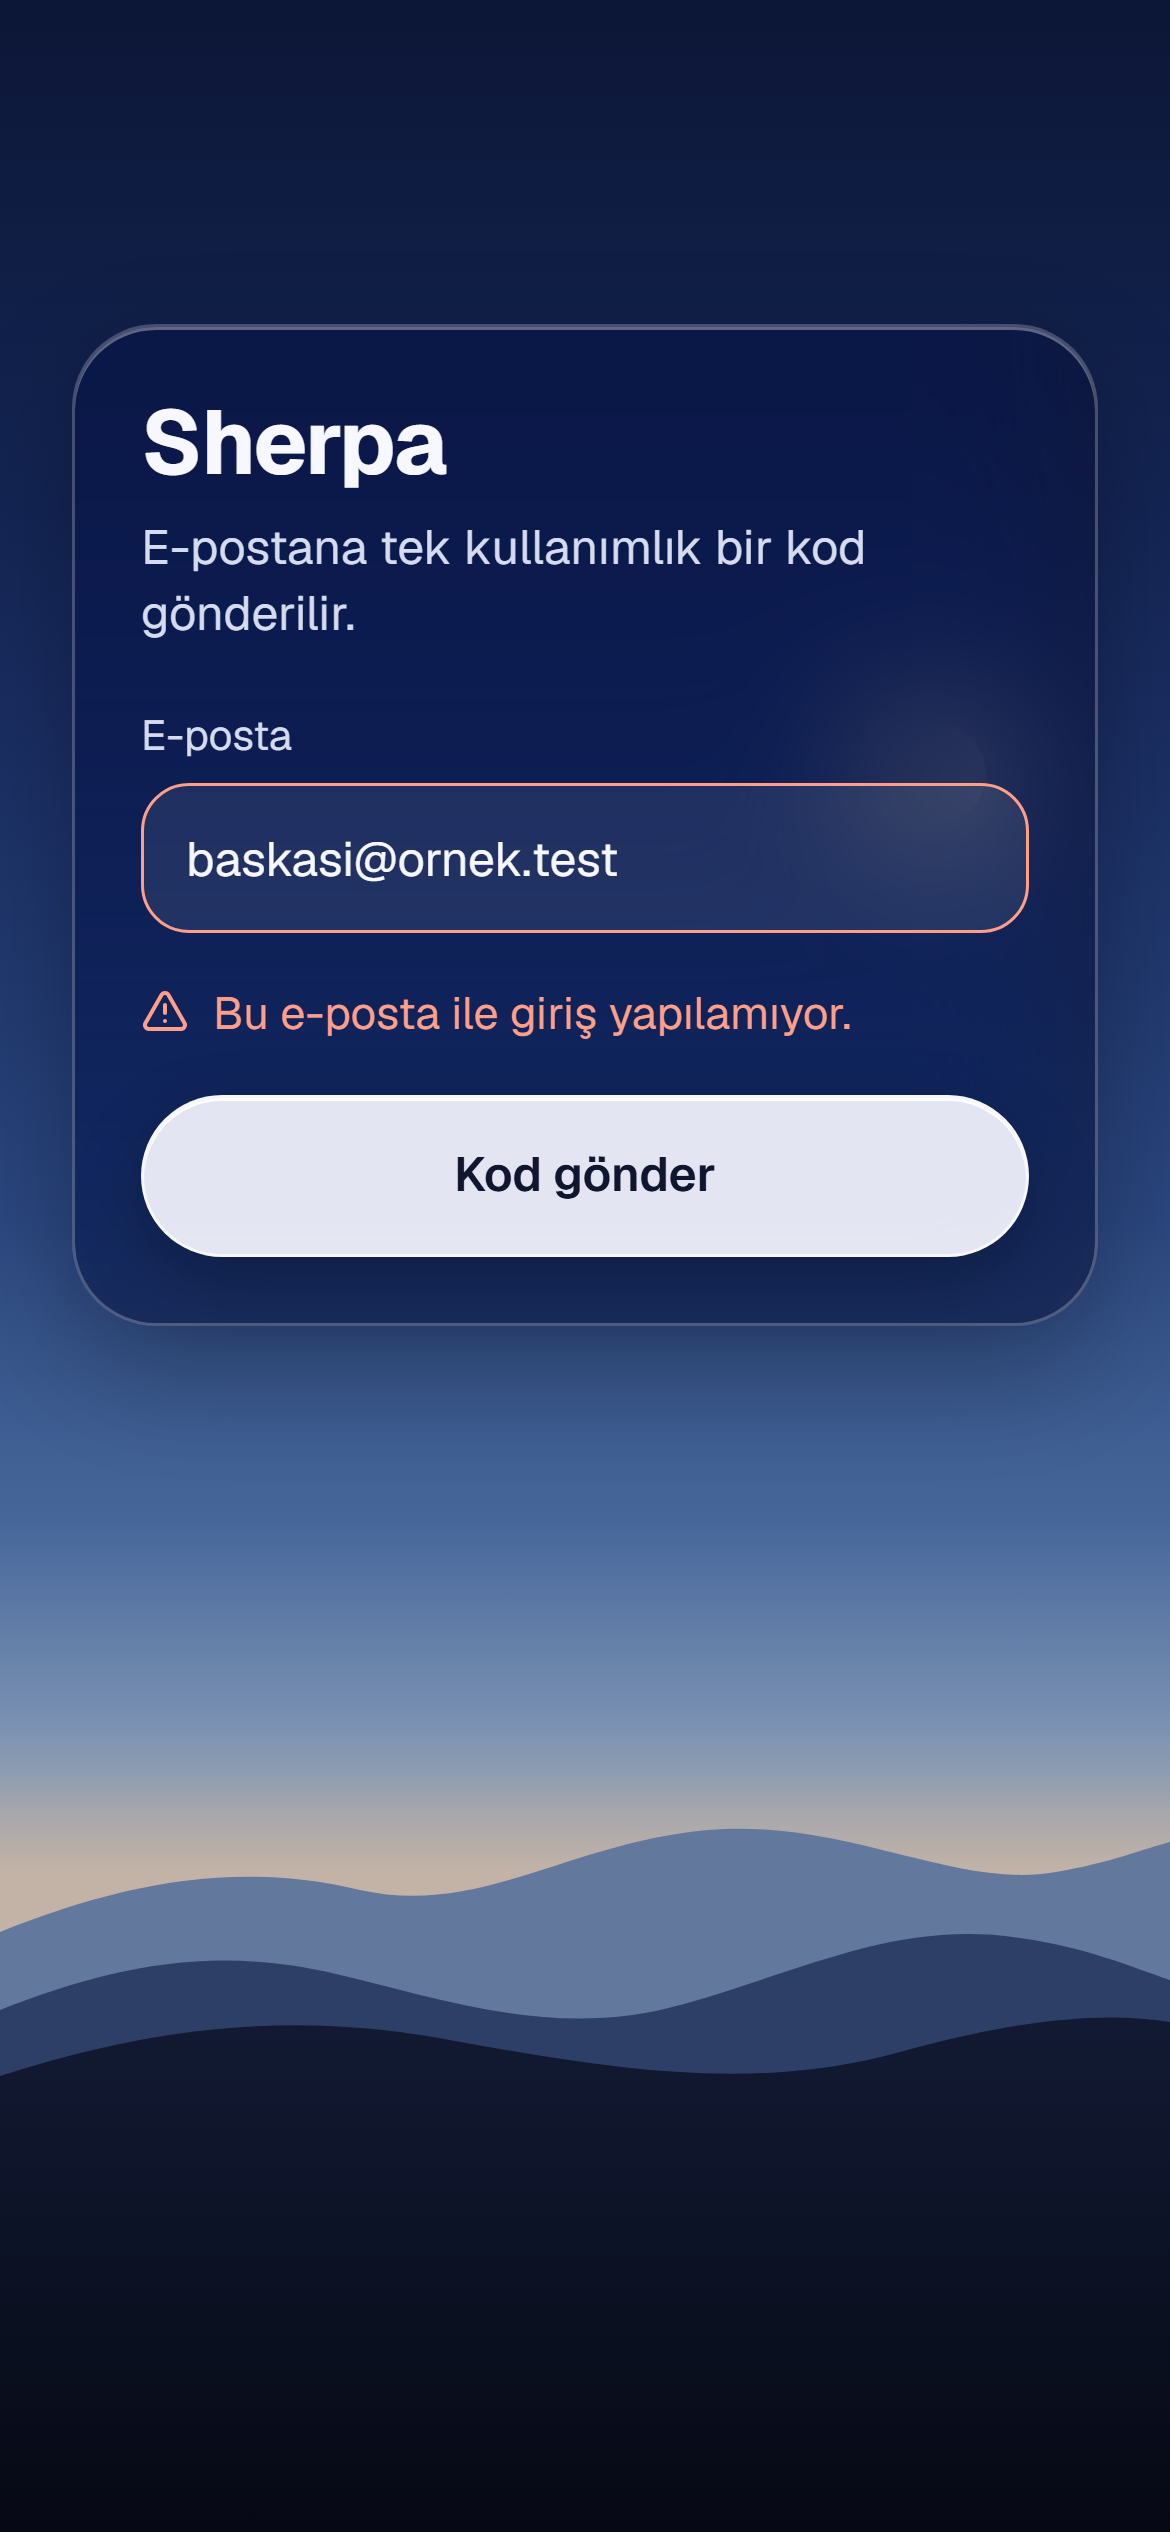 Sherpa
E-postana tek kullanımlık bir kod
gönderilir.
E-posta
baskasi@ornek.test
Bu e-posta ile giriş yapılamıyor.
Kod gönder